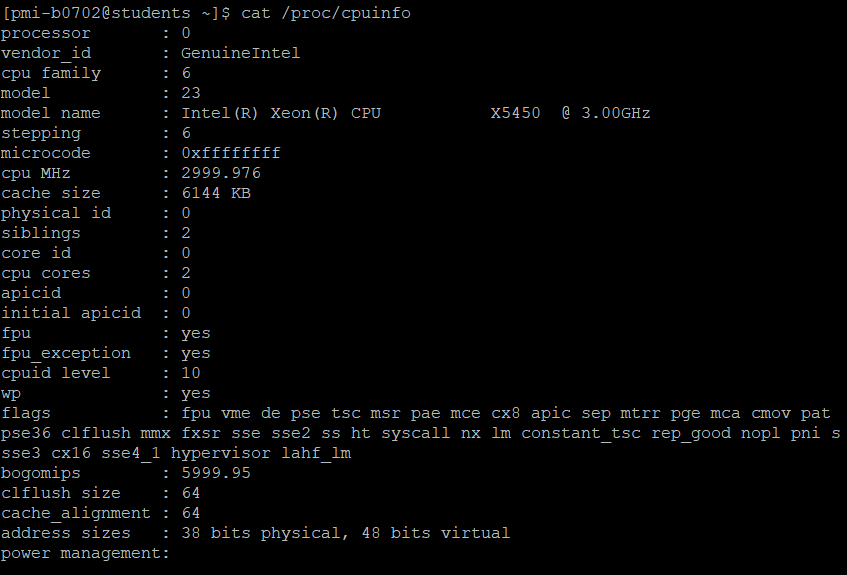 [pmi-b0702@students ~]$ cat /proc/cpuinfo
processor       : 0
vendor_id       : GenuineIntel
cpu family      : 6
model           : 23
model name      : Intel(R) Xeon(R) CPU           X5450  @ 3.00GHz
stepping        : 6
microcode       : 0xffffffff
cpu MHz         : 2999.976
cache size      : 6144 KB
physical id     : 0
siblings        : 2
core id         : 0
cpu cores       : 2
apicid          : 0
initial apicid  : 0
fpu             : yes
fpu_exception   : yes
cpuid level     : 10
wp              : yes
flags           : fpu vme de pse tsc msr pae mce cx8 apic sep mtrr pge mca cmov pat
pse36 clflush mmx fxsr sse sse2 ss ht syscall nx lm constant_tsc rep_good nopl pni s
sse3 cx16 sse4_1 hypervisor lahf_lm
bogomips        : 5999.95
clflush size    : 64
cache_alignment : 64
address sizes   : 38 bits physical, 48 bits virtual
power management: